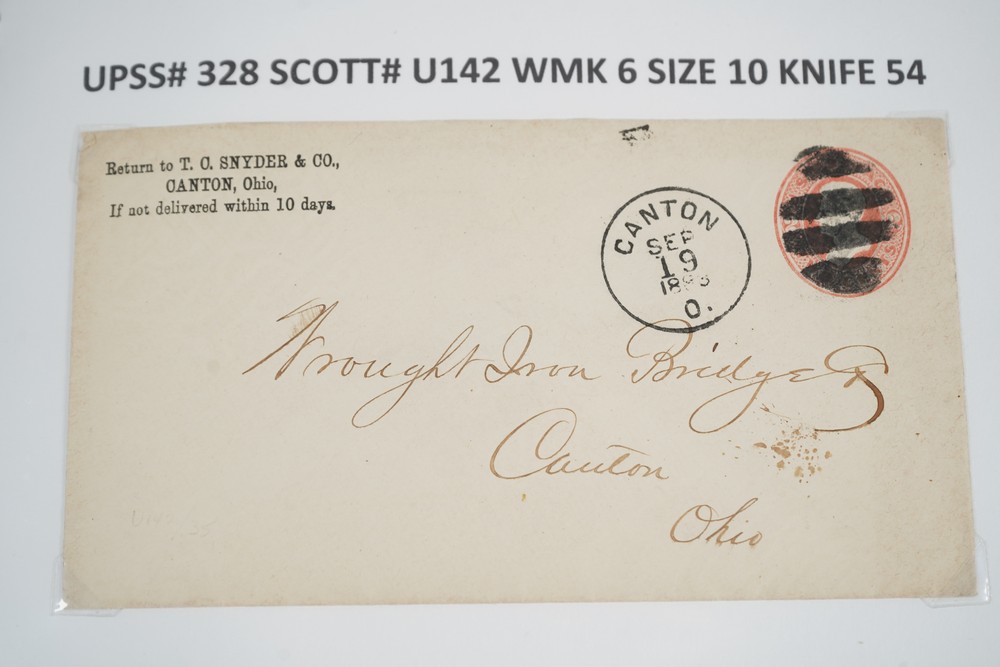 UPSS# 328 SCOTT# U142 WMK 6 SIZE 10 KNIFE 54
Return to T. C. SNYDER & CO.,
CANTON, Ohio,
If not delivered within 10 days.
CANTON
SEP
19
O.
Wrought Iron Bridge
Canton
Ohio